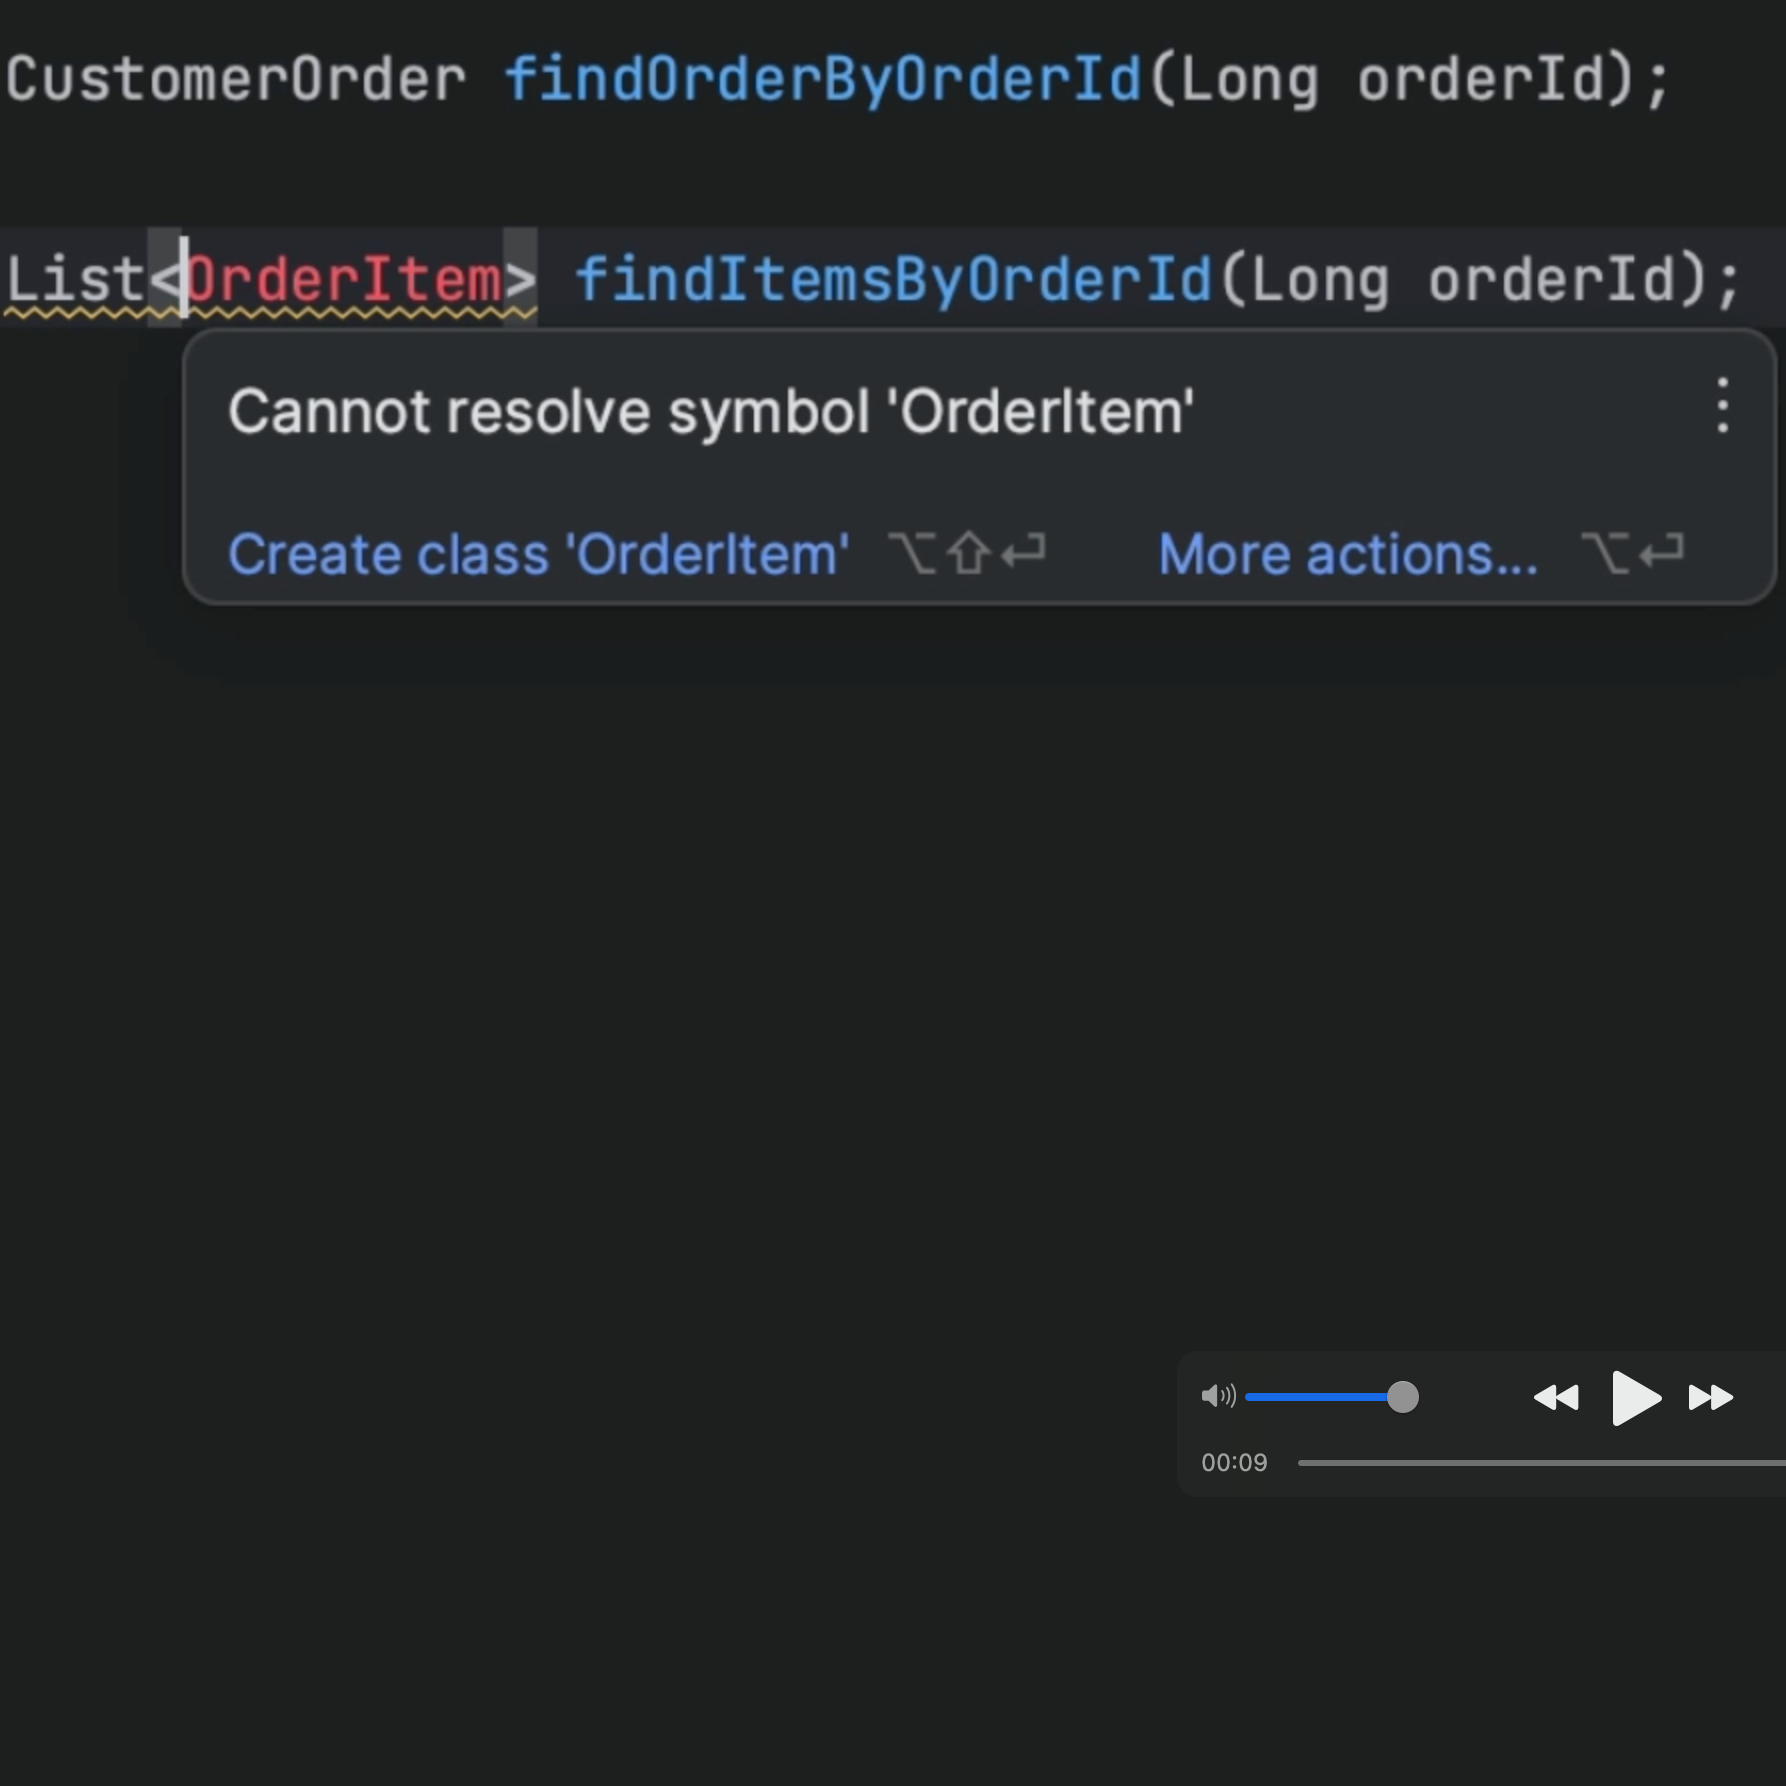 CustomerOrder findOrderByOrderId(Long orderId);
List<OrderItem> findItemsByOrderId(Long orderId);
Cannot resolve symbol 'OrderItem'
Create class 'OrderItem' ⌥⇧⏎ More actions... ⌥⏎
00:09